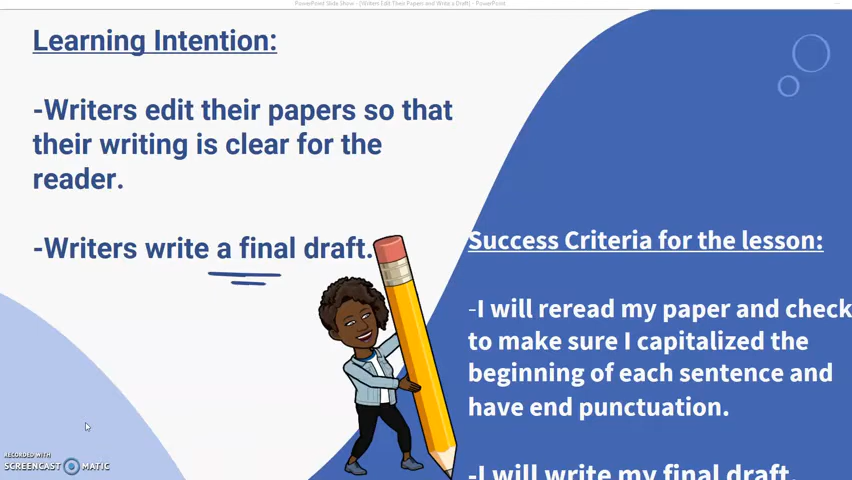 PowerPoint Slide Show - [Writers Edit Their Papers and Write a Draft] - PowerPoint
Learning Intention:
-Writers edit their papers so that
their writing is clear for the
reader.
-Writers write a final draft.
Success Criteria for the lesson:
-I will reread my paper and check
to make sure I capitalized the
beginning of each sentence and
have end punctuation.
-I will write my final draft.
RECORDED WITH
SCREENCAST MATIC